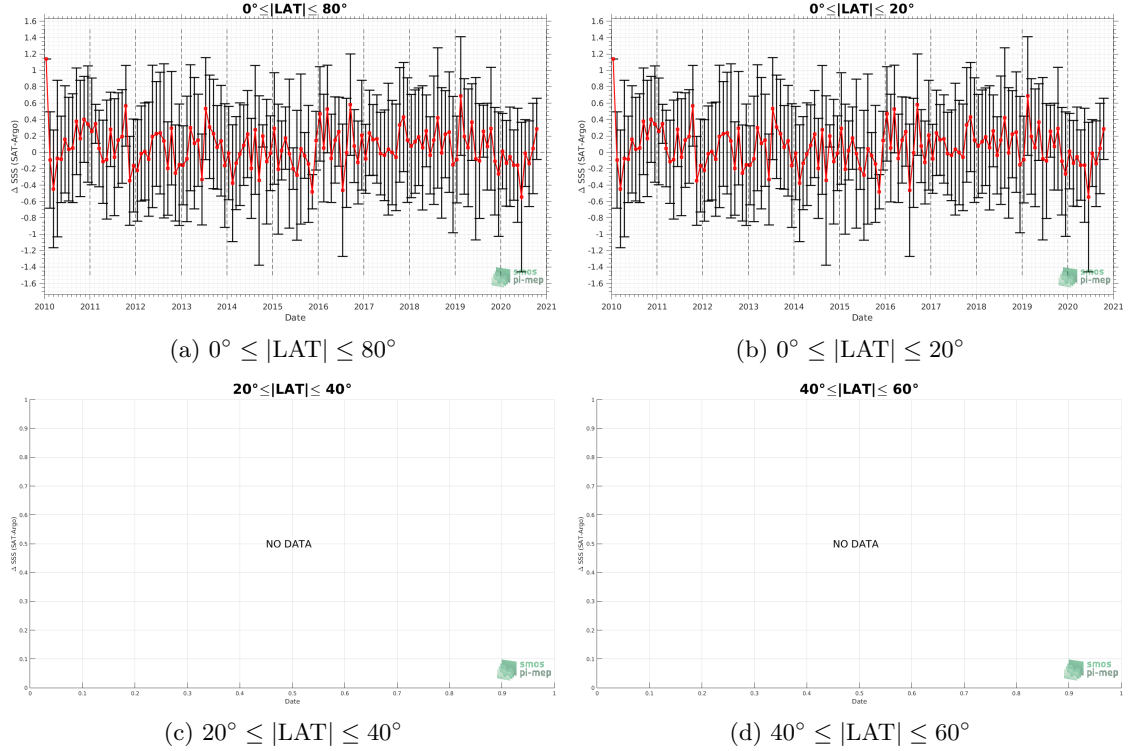 0°≤|LAT|≤ 80°
Δ SSS (SAT-Argo)
1.6
1.4
1.2
1
0.8
0.6
0.4
0.2
0
-0.2
-0.4
-0.6
-0.8
-1
-1.2
-1.4
-1.6
2010 2011 2012 2013 2014 2015 2016 2017 2018 2019 2020 2021
Date
smos
pi-mep
(a) 0° ≤ |LAT| ≤ 80°
0°≤|LAT|≤ 20°
Δ SSS (SAT-Argo)
1.6
1.4
1.2
1
0.8
0.6
0.4
0.2
0
-0.2
-0.4
-0.6
-0.8
-1
-1.2
-1.4
-1.6
2010 2011 2012 2013 2014 2015 2016 2017 2018 2019 2020 2021
Date
smos
pi-mep
(b) 0° ≤ |LAT| ≤ 20°
20°≤|LAT|≤ 40°
Δ SSS (SAT-Argo)
1
0.9
0.8
0.7
0.6
0.5
0.4
0.3
0.2
0.1
0
NO DATA
0 0.1 0.2 0.3 0.4 0.5 0.6 0.7 0.8 0.9 1
Date
smos
pi-mep
(c) 20° ≤ |LAT| ≤ 40°
40°≤|LAT|≤ 60°
Δ SSS (SAT-Argo)
1
0.9
0.8
0.7
0.6
0.5
0.4
0.3
0.2
0.1
0
NO DATA
0 0.1 0.2 0.3 0.4 0.5 0.6 0.7 0.8 0.9 1
Date
smos
pi-mep
(d) 40° ≤ |LAT| ≤ 60°